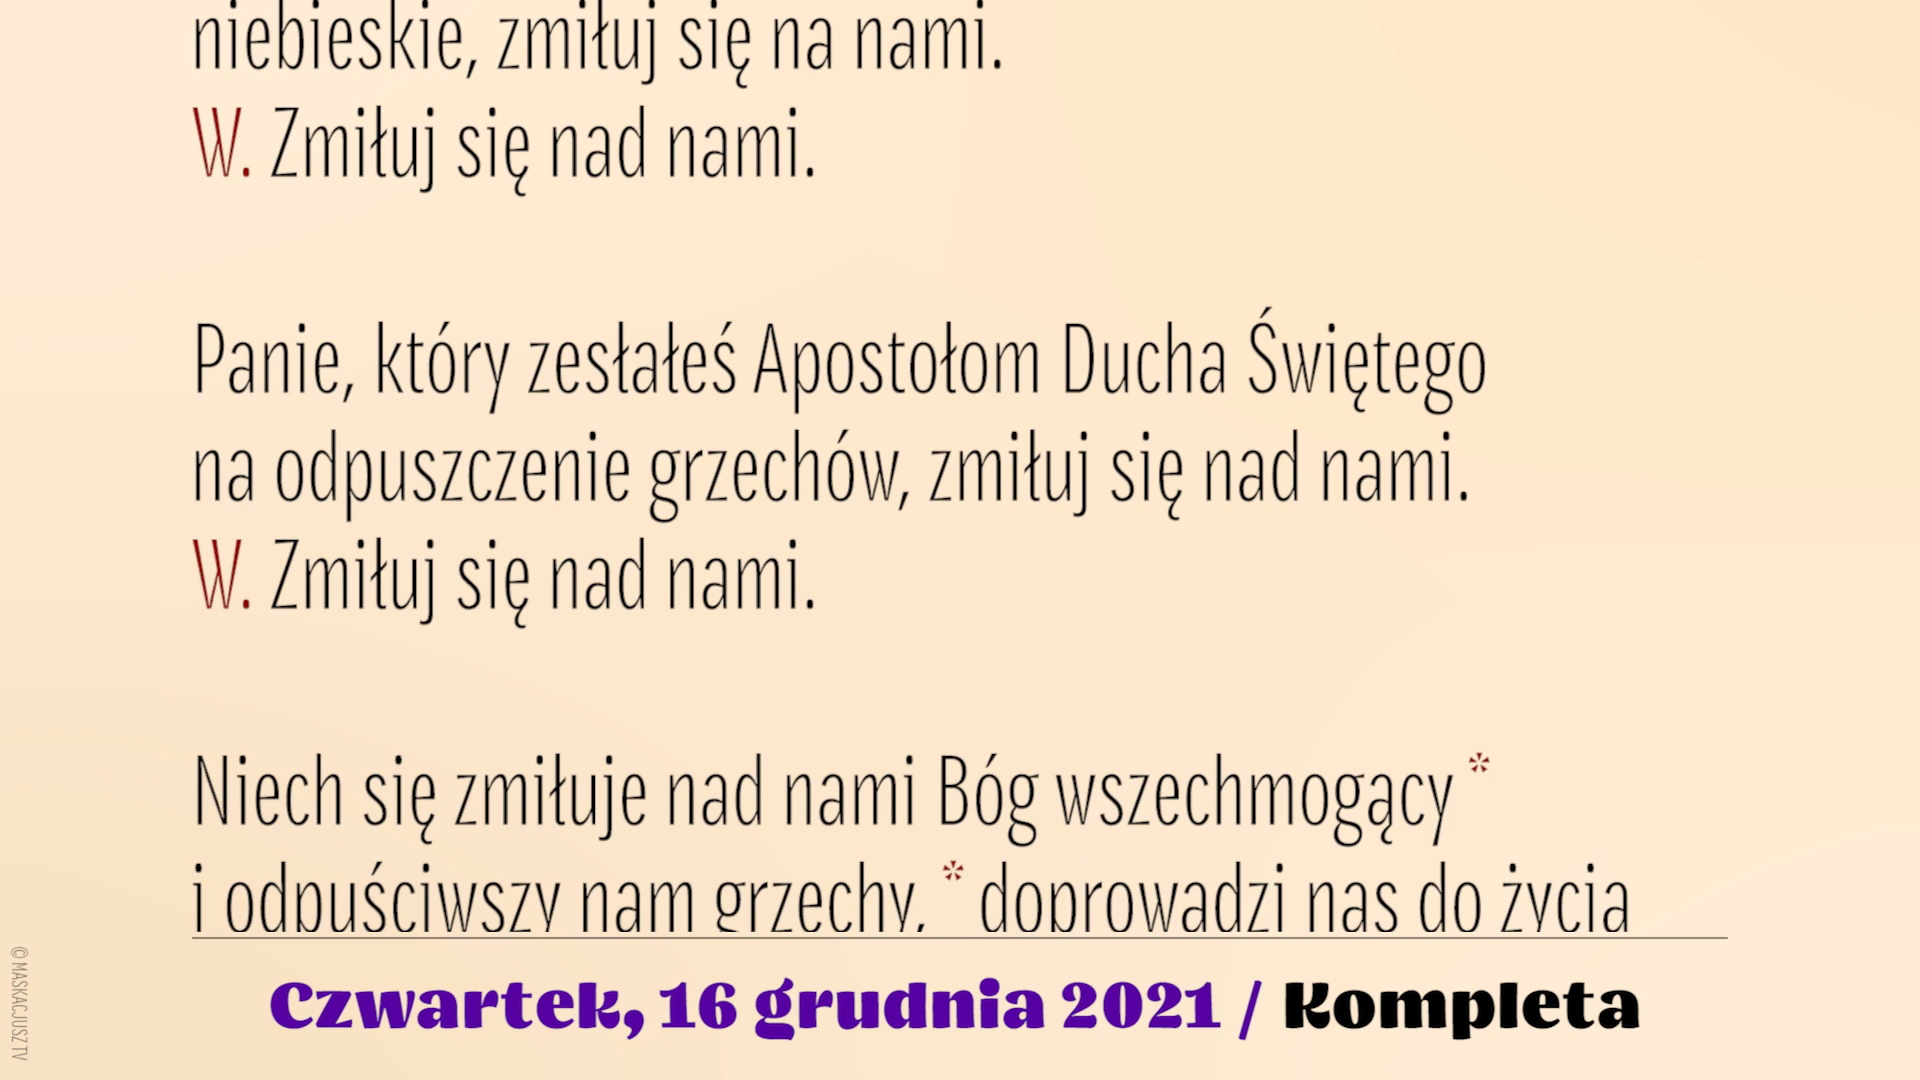 niebieskie, zmiłuj się na nami.
W. Zmiłuj się nad nami.
Panie, który zesłałeś Apostołom Ducha Świętego
na odpuszczenie grzechów, zmiłuj się nad nami.
W. Zmiłuj się nad nami.
Niech się zmiłuje nad nami Bóg wszechmogący *
i odpuściwszy nam grzechy, * doprowadzi nas do życia
Czwartek, 16 grudnia 2021 / Kompleta
© MASKACJUSZ TV